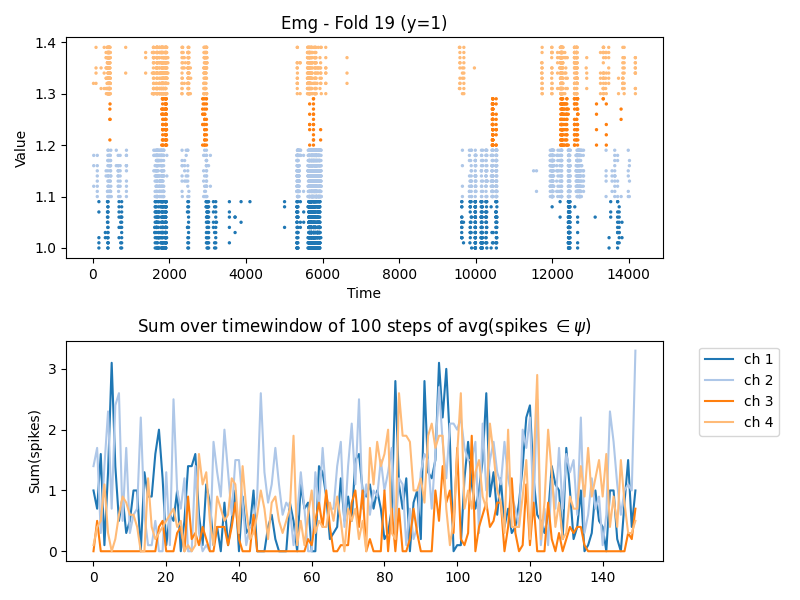 Emg - Fold 19 (y=1)
Value
1.4
1.3
1.2
1.1
1.0
0 2000 4000 6000 8000 10000 12000 14000
Time
Sum over timewindow of 100 steps of avg(spikes ∈ ψ)
Sum(spikes)
3
2
1
0
0 20 40 60 80 100 120 140
ch 1
ch 2
ch 3
ch 4